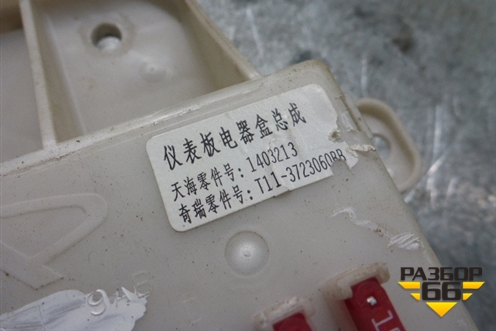 仪表板电器盒总成
天海零件号: 1403213
奇瑞零件号: T11-3723060BB
РАЗБОР
66